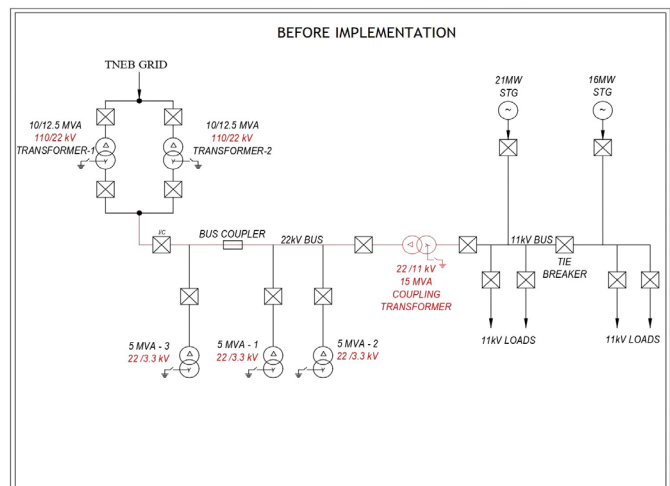 BEFORE IMPLEMENTATION
TNEB GRID
10/12.5 MVA
110/22 kV
TRANSFORMER-1
10/12.5 MVA
110/22 kV
TRANSFORMER-2
21MW
STG
~
16MW
STG
~
I/C
BUS COUPLER
22kV BUS
22 /11 kV
15 MVA
COUPLING
TRANSFORMER
11kV BUS
TIE
BREAKER
11kV LOADS
11kV LOADS
5 MVA - 3
22 /3.3 kV
5 MVA - 1
22 /3.3 kV
5 MVA - 2
22 /3.3 kV